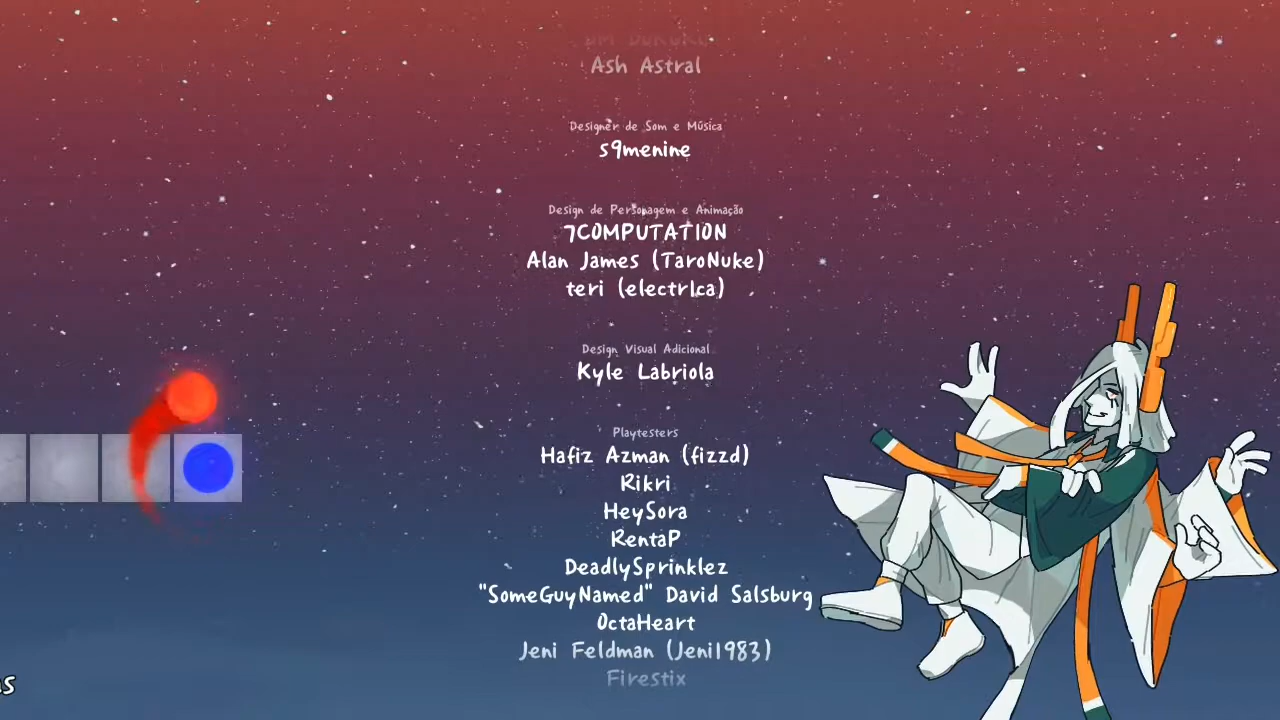 Ash Astral
Designer de Som e Música
s9menine
Design de Personagem e Animação
7COMPUTATION
Alan James (TaroNuke)
teri (electr1ca)
Design Visual Adicional
Kyle Labriola
Playtesters
Hafiz Azman (fizzd)
Rikri
HeySora
RentaP
DeadlySprinklez
"SomeGuyNamed" David Salsburg
OctaHeart
Jeni Feldman (Jeni1983)
Firestix